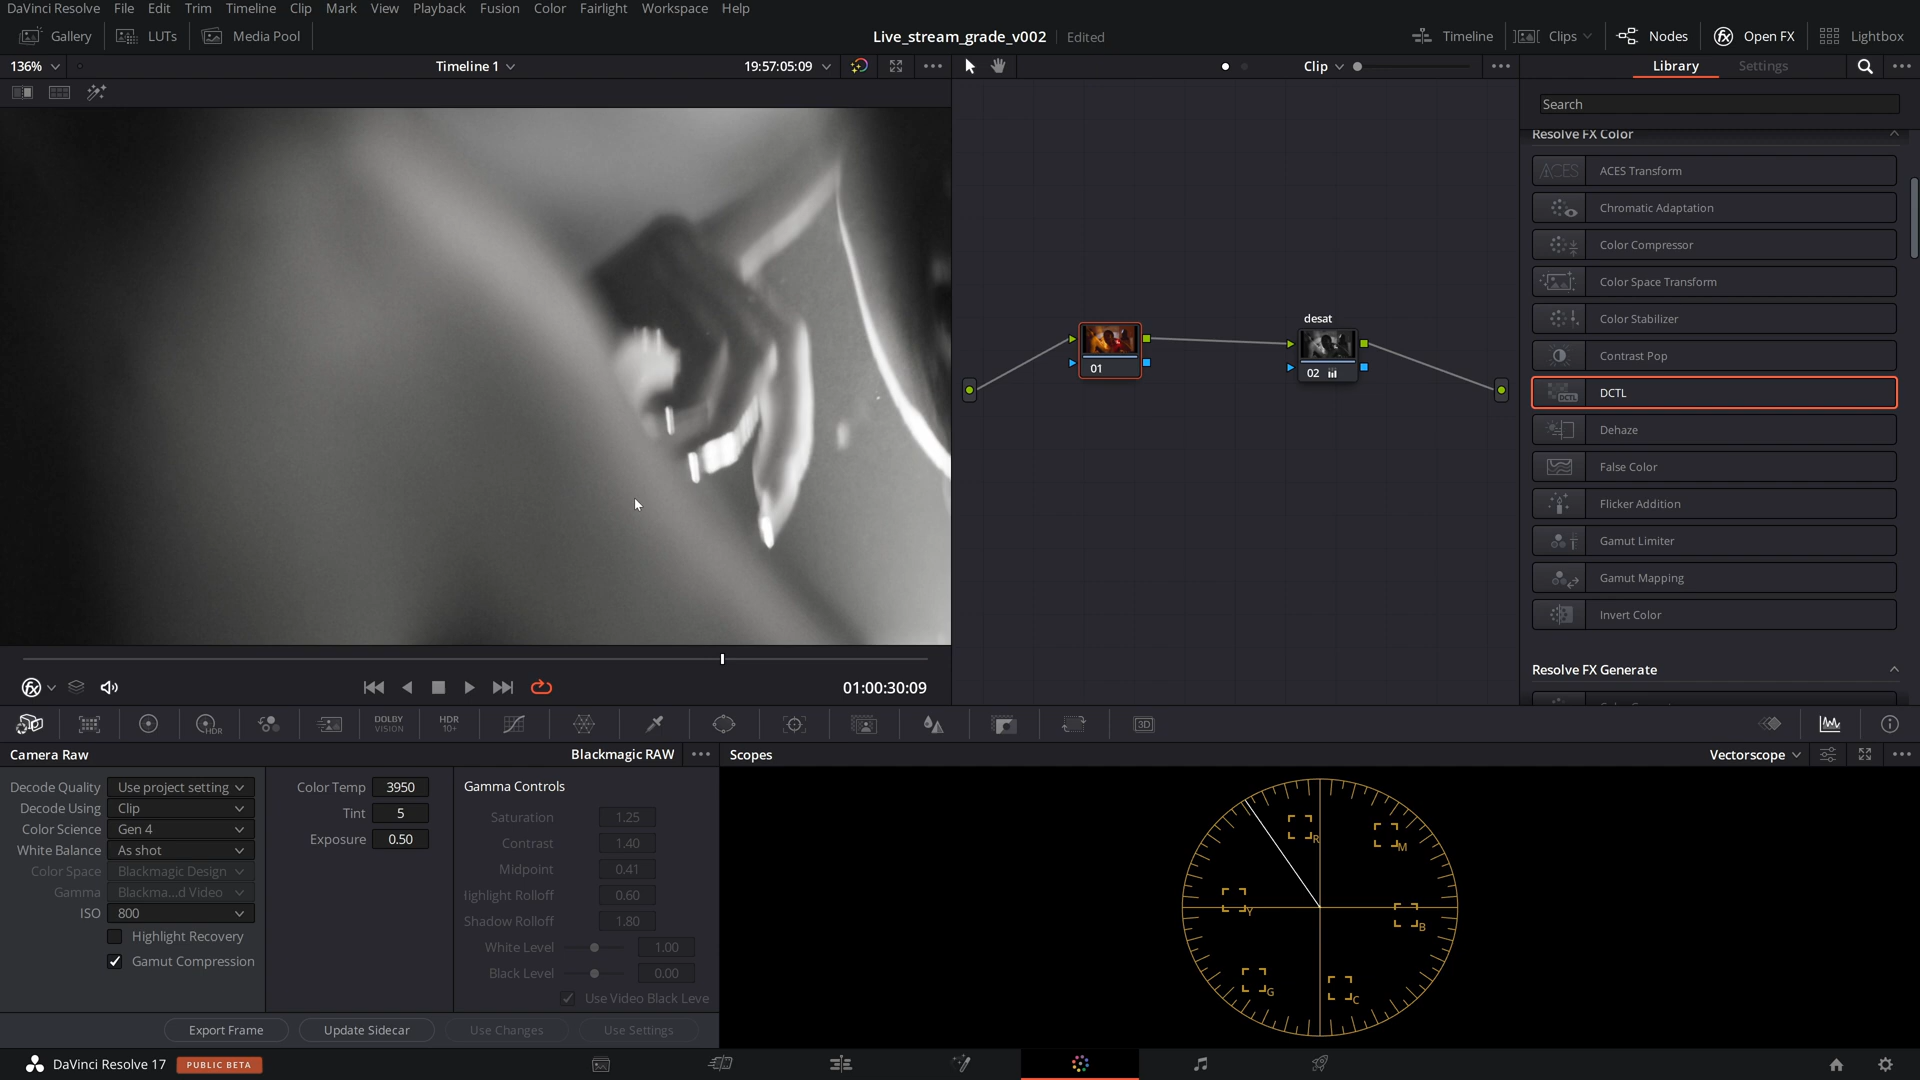 DaVinci Resolve File Edit Trim Timeline Clip Mark View Playback Fusion Color Fairlight Workspace Help
Gallery LUTs Media Pool Live_stream_grade_v002 Edited Timeline Clips Nodes Open FX Lightbox
136% Timeline 1 19:57:05:09 Clip Library Settings
Search
Resolve FX Color
ACES ACES Transform
Chromatic Adaptation
Color Compressor
Color Space Transform
Color Stabilizer
Contrast Pop
DCTL DCTL
Dehaze
False Color
Flicker Addition
Gamut Limiter
Gamut Mapping
Invert Color
Resolve FX Generate
desat
01
02
01:00:30:09
HDR DOLBY VISION HDR 10+ 3D
Camera Raw Blackmagic RAW Scopes Vectorscope
Decode Quality Use project setting
Decode Using Clip
Color Science Gen 4
White Balance As shot
Color Space Blackmagic Design
Gamma Blackma...d Video
ISO 800
Highlight Recovery
Gamut Compression
Color Temp 3950
Tint 5
Exposure 0.50
Gamma Controls
Saturation 1.25
Contrast 1.40
Midpoint 0.41
lighlight Rolloff 0.60
Shadow Rolloff 1.80
White Level 1.00
Black Level 0.00
Use Video Black Leve
R
M
Y
B
G
C
Export Frame Update Sidecar Use Changes Use Settings
DaVinci Resolve 17 PUBLIC BETA